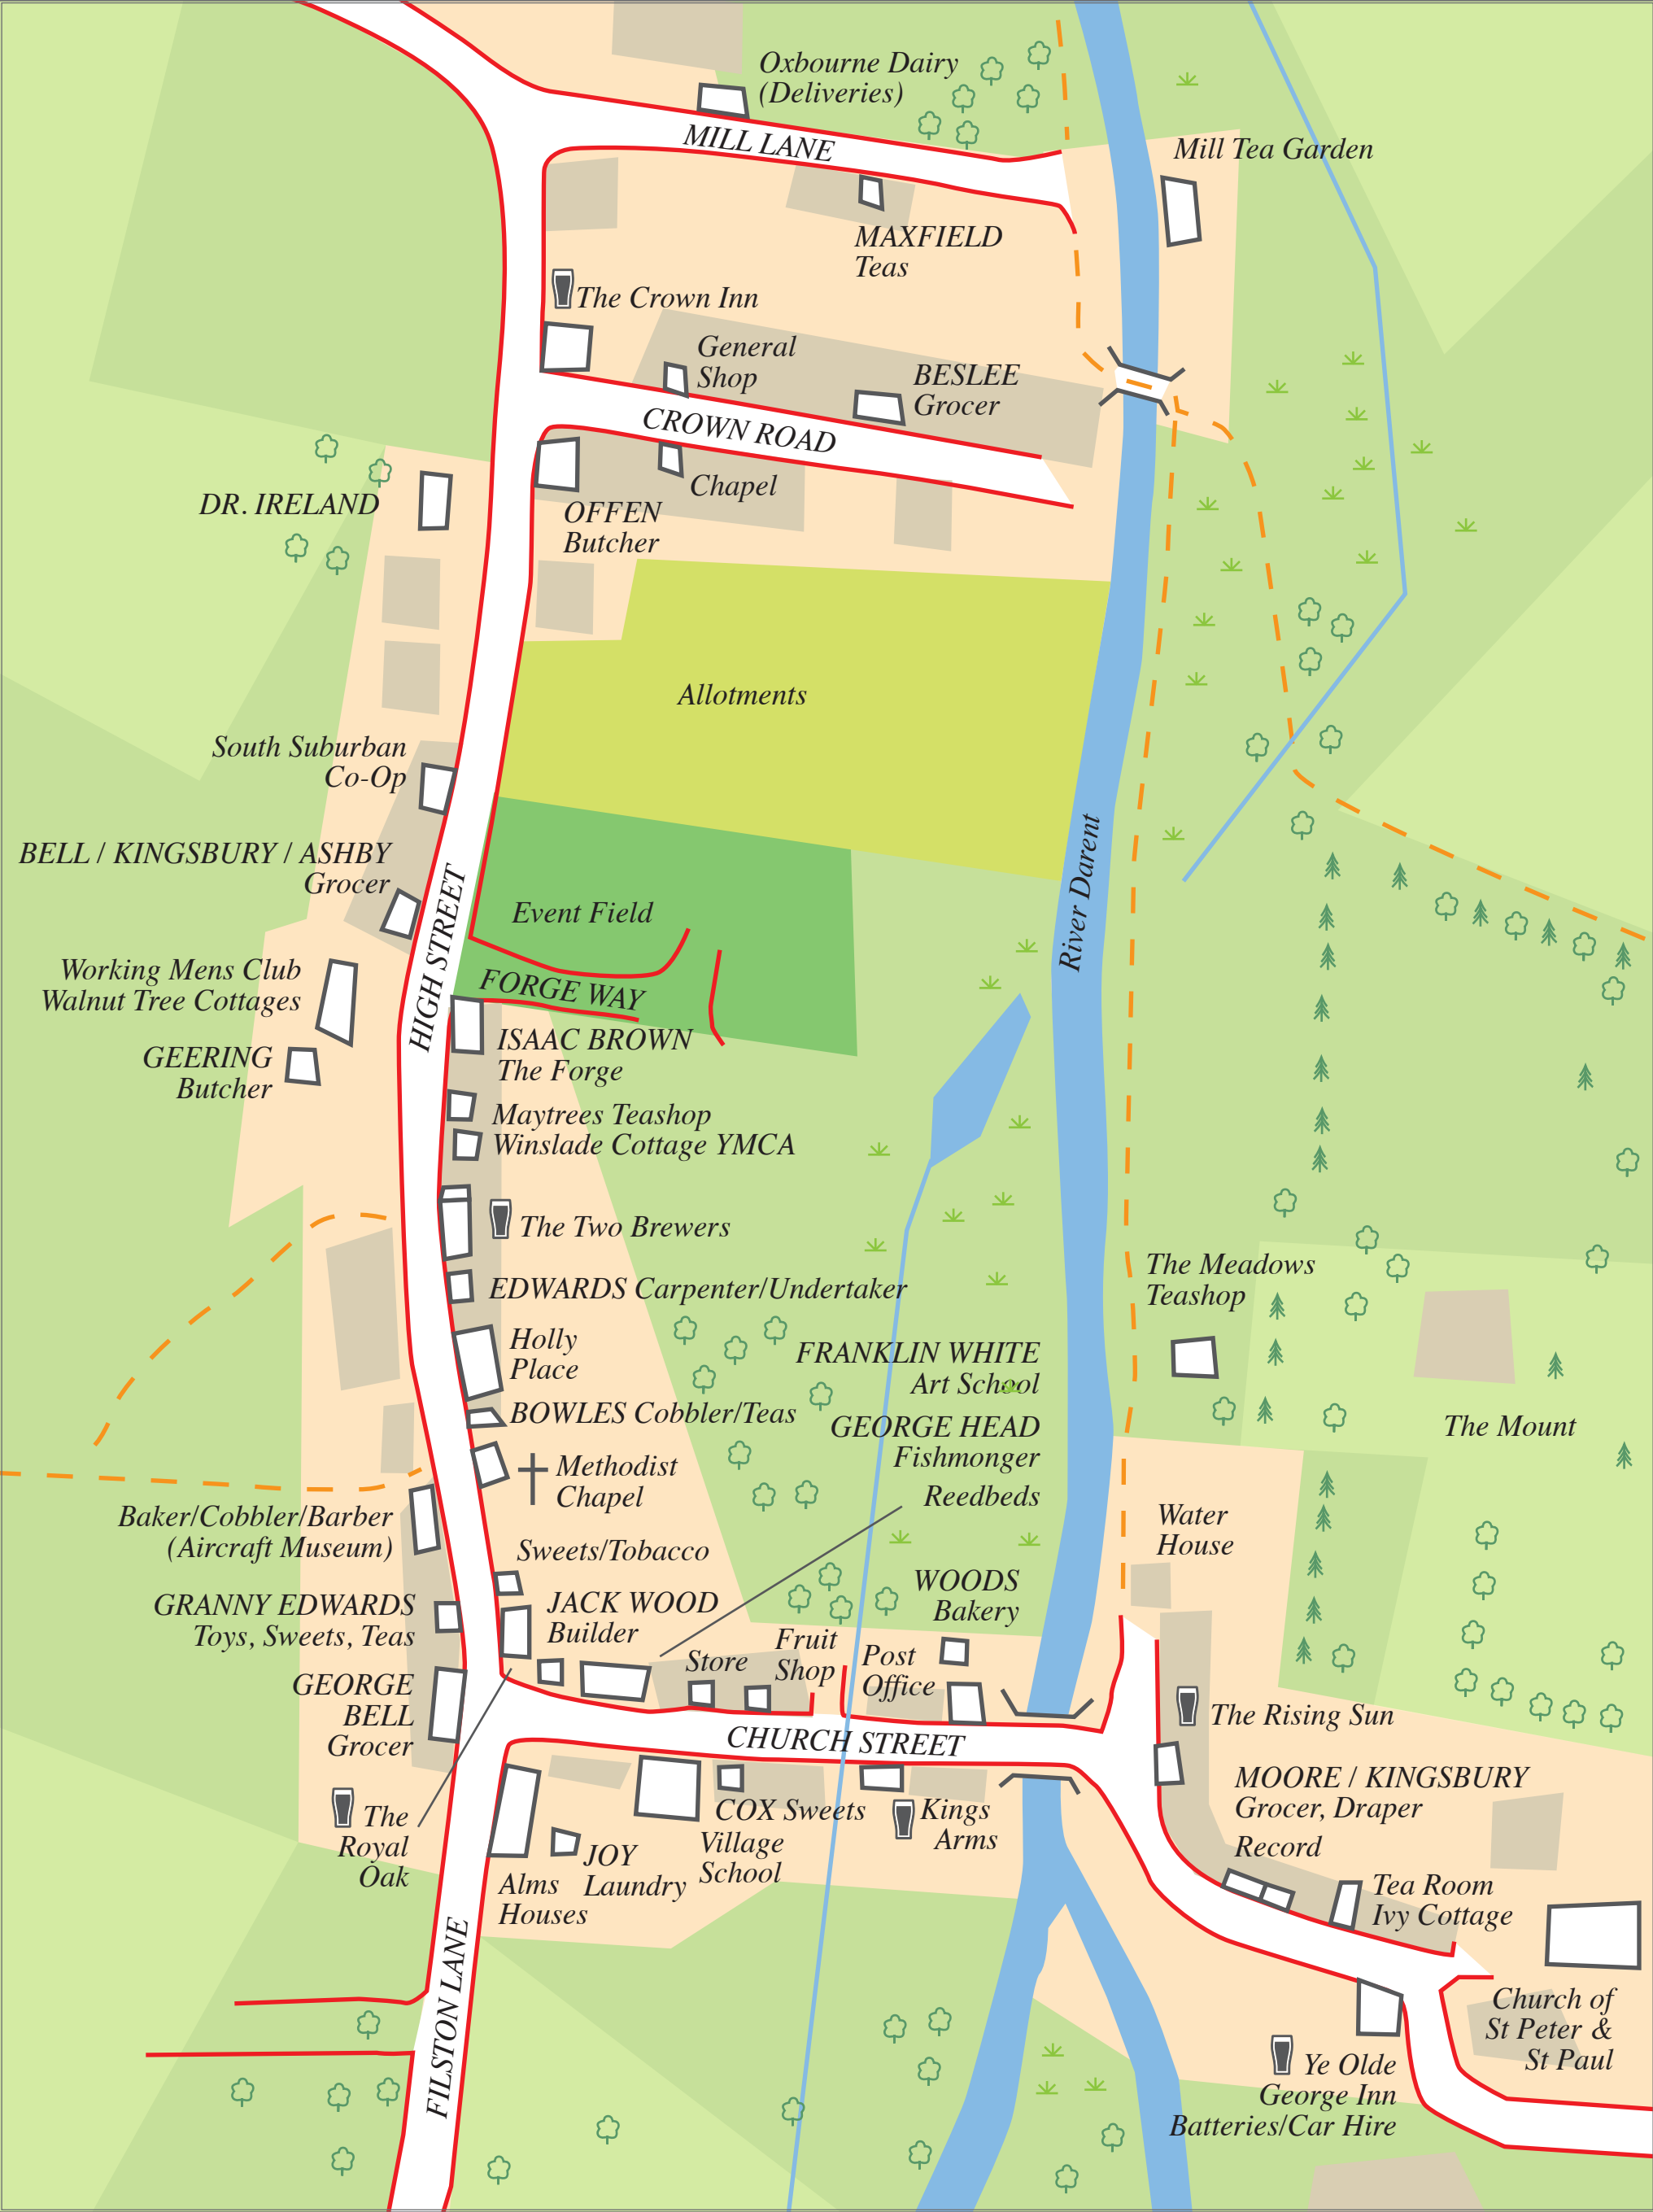 Oxbourne Dairy
(Deliveries)
MILL LANE
Mill Tea Garden
MAXFIELD
Teas
The Crown Inn
General
Shop
BESLEE
Grocer
CROWN ROAD
Chapel
DR. IRELAND
OFFEN
Butcher
Allotments
South Suburban
Co-Op
BELL / KINGSBURY / ASHBY
Grocer
HIGH STREET
River Darent
Event Field
FORGE WAY
Working Mens Club
Walnut Tree Cottages
ISAAC BROWN
The Forge
GEERING
Butcher
Maytrees Teashop
Winslade Cottage YMCA
The Two Brewers
EDWARDS Carpenter/Undertaker
The Meadows
Teashop
Holly
Place
FRANKLIN WHITE
Art School
BOWLES Cobbler/Teas
GEORGE HEAD
Fishmonger
The Mount
Methodist
Chapel
Reedbeds
Baker/Cobbler/Barber
(Aircraft Museum)
Water
House
Sweets/Tobacco
WOODS
Bakery
GRANNY EDWARDS
Toys, Sweets, Teas
JACK WOOD
Builder
Fruit
Shop
Store
Post
Office
GEORGE
BELL
Grocer
The Rising Sun
CHURCH STREET
MOORE / KINGSBURY
Grocer, Draper
Record
The
Royal
Oak
COX Sweets
Village
School
Kings
Arms
JOY
Laundry
Alms
Houses
Tea Room
Ivy Cottage
FILSTON LANE
Church of
St Peter &
St Paul
Ye Olde
George Inn
Batteries/Car Hire